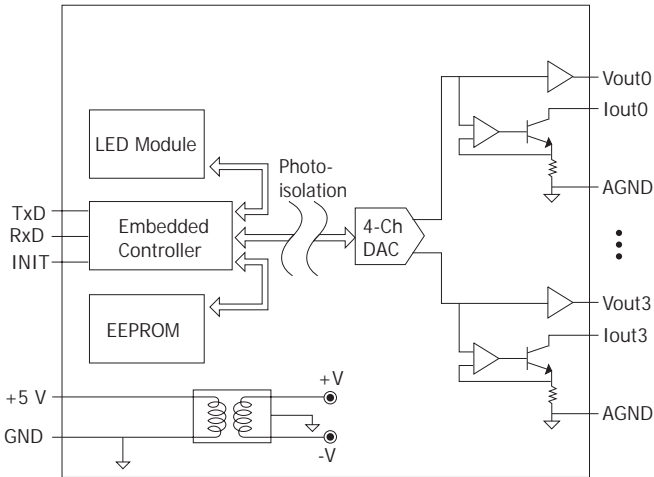 Vout0
Iout0
LED Module
Photo-
isolation
AGND
TxD
RxD
INIT
Embedded
Controller
4-Ch
DAC
Vout3
EEPROM
Iout3
+5 V
+V
AGND
GND
-V